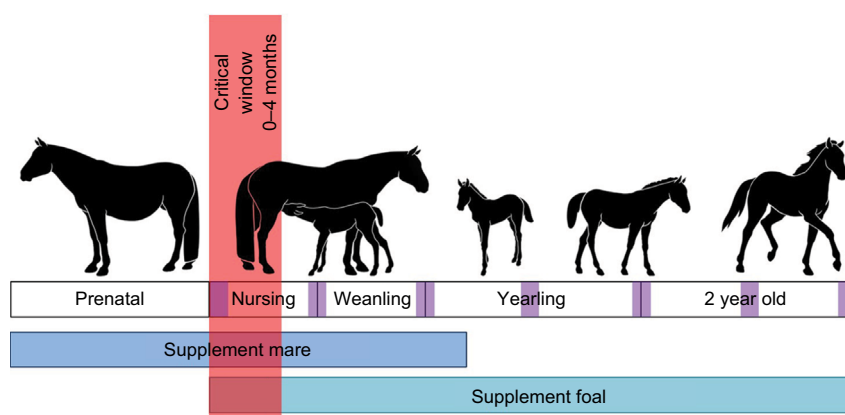 Critical
window
0–4 months
Prenatal
Nursing
Weanling
Yearling
2 year old
Supplement mare
Supplement foal